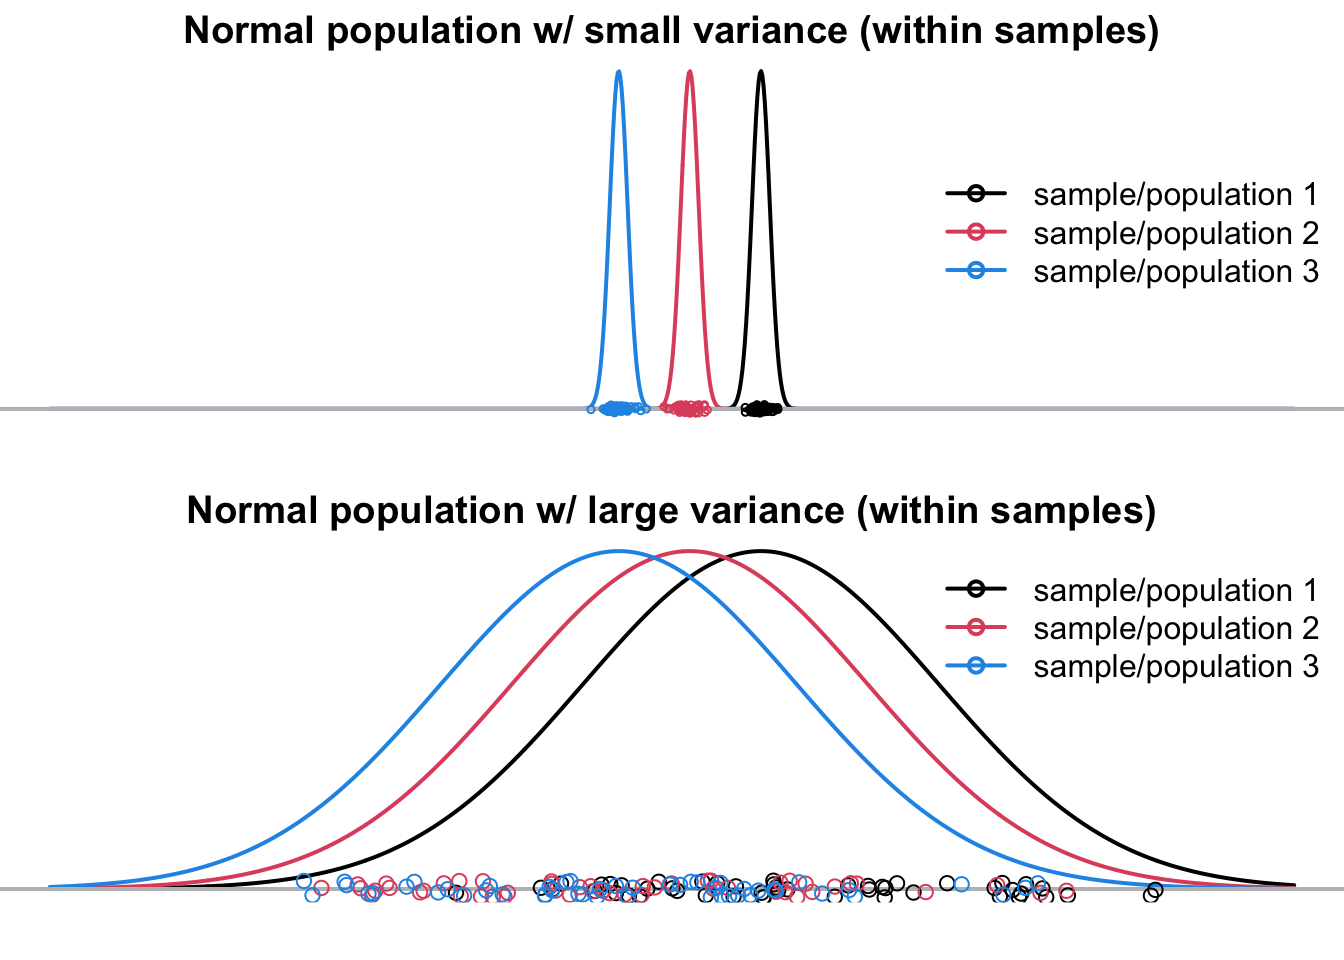 Normal population w/ small variance (within samples)
sample/population 1
sample/population 2
sample/population 3
Normal population w/ large variance (within samples)
sample/population 1
sample/population 2
sample/population 3